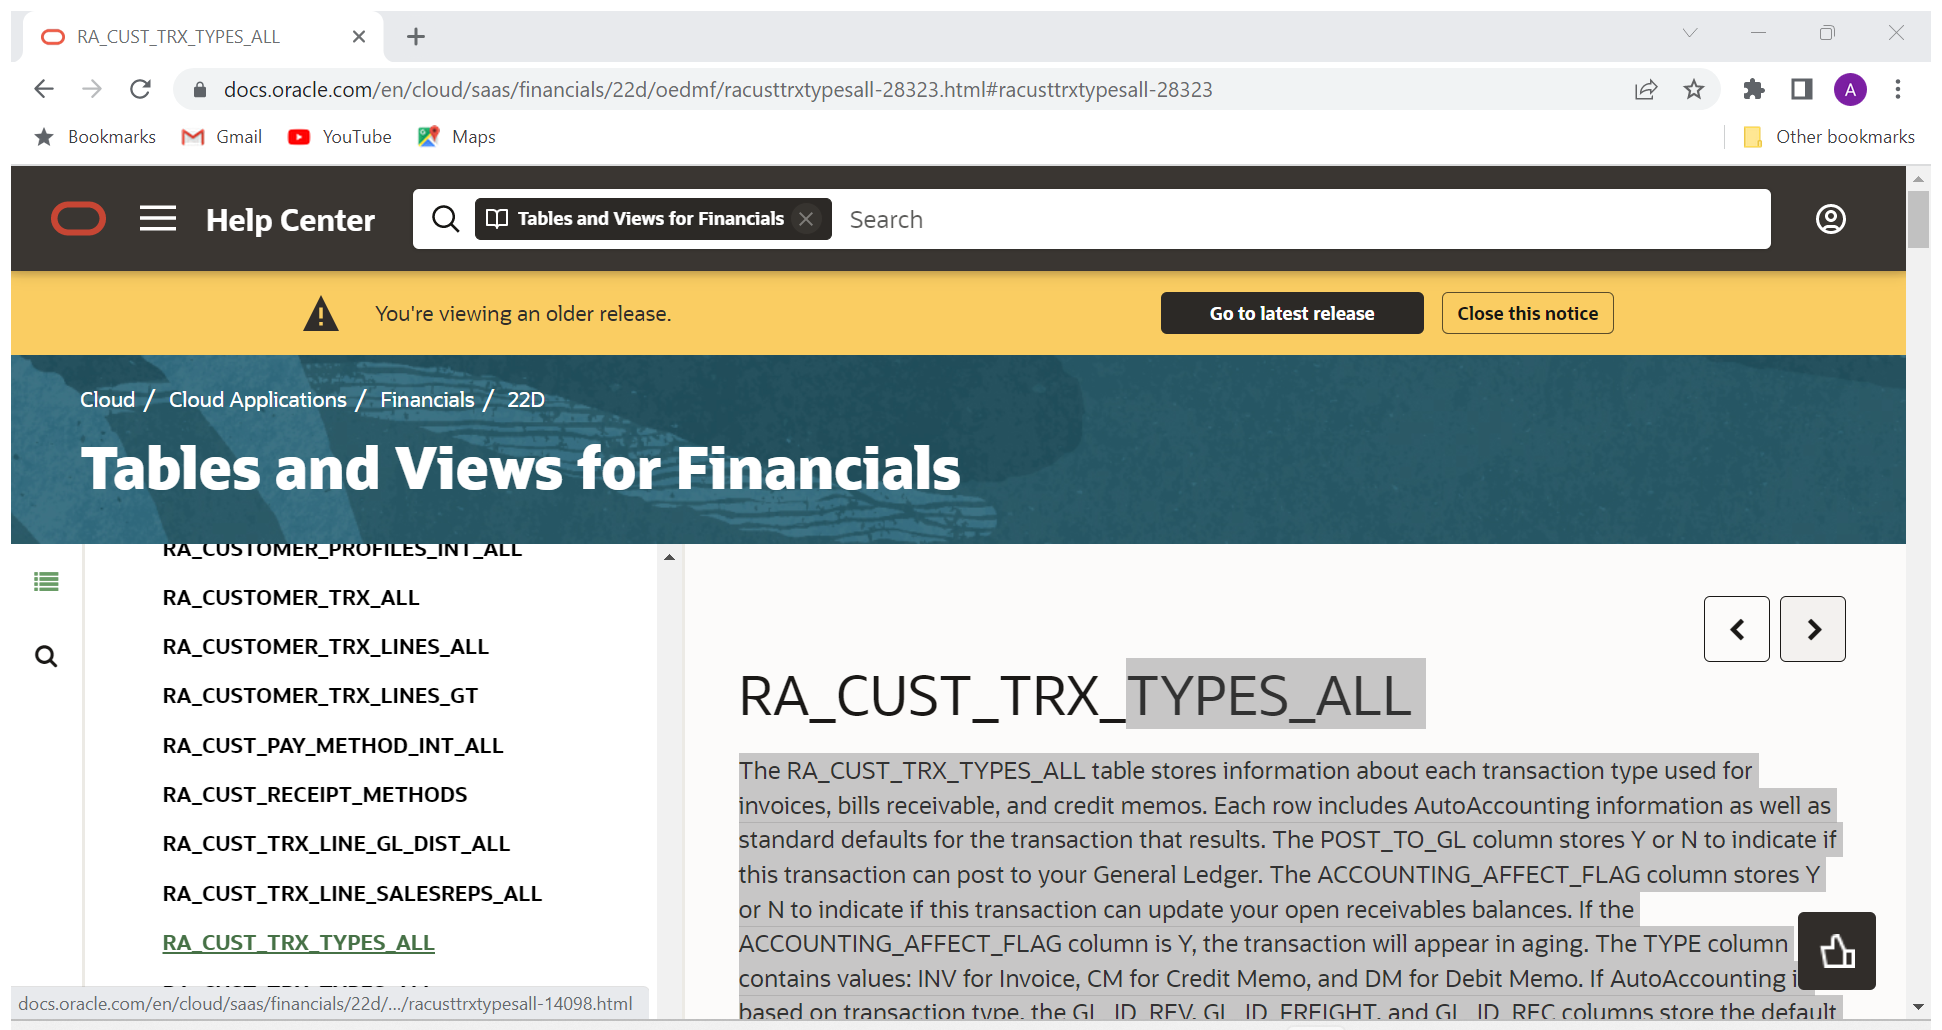 RA_CUST_TRX_TYPES_ALL
docs.oracle.com/en/cloud/saas/financials/22d/oedmf/racusttrxtypesall-28323.html#racusttrxtypesall-28323
A
Bookmarks Gmail YouTube Maps Other bookmarks
Help Center Tables and Views for Financials Search
You're viewing an older release. Go to latest release Close this notice
Cloud / Cloud Applications / Financials / 22D
Tables and Views for Financials
RA_CUSTOMER_PROFILES_INT_ALL
RA_CUSTOMER_TRX_ALL
RA_CUSTOMER_TRX_LINES_ALL
RA_CUSTOMER_TRX_LINES_GT
RA_CUST_PAY_METHOD_INT_ALL
RA_CUST_RECEIPT_METHODS
RA_CUST_TRX_LINE_GL_DIST_ALL
RA_CUST_TRX_LINE_SALESREPS_ALL
RA_CUST_TRX_TYPES_ALL
docs.oracle.com/en/cloud/saas/financials/22d/.../racusttrxtypesall-14098.html
RA_CUST_TRX_TYPES_ALL
The RA_CUST_TRX_TYPES_ALL table stores information about each transaction type used for
invoices, bills receivable, and credit memos. Each row includes AutoAccounting information as well as
standard defaults for the transaction that results. The POST_TO_GL column stores Y or N to indicate if
this transaction can post to your General Ledger. The ACCOUNTING_AFFECT_FLAG column stores Y
or N to indicate if this transaction can update your open receivables balances. If the
ACCOUNTING_AFFECT_FLAG column is Y, the transaction will appear in aging. The TYPE column
contains values: INV for Invoice, CM for Credit Memo, and DM for Debit Memo. If AutoAccounting
based on transaction type, the GL_ID_REV, GL_ID_FREIGHT, and GL_ID_REC columns store the default